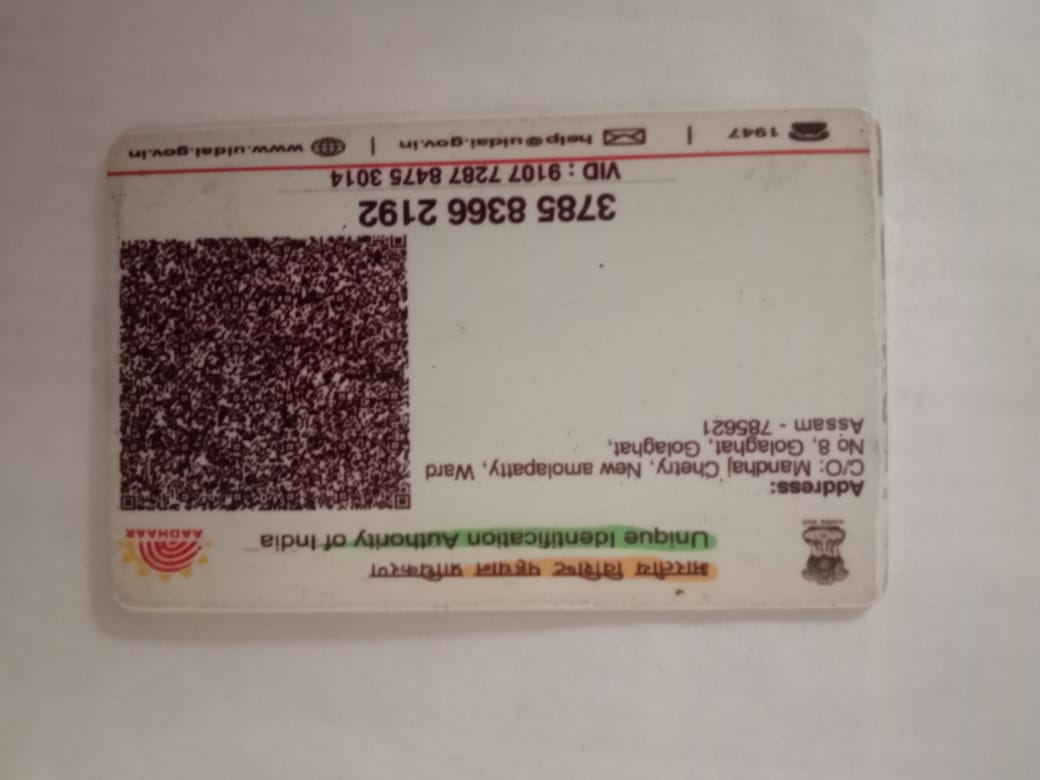 भारतीय विशिष्ट पहचान प्राधिकरण
Unique Identification Authority of India
AADHAAR
Address:
C/O: Mandhaj Chetry, New amolapatty, Ward
No 8, Golaghat, Golaghat,
Assam - 785621
3785 8366 2192
VID : 9107 7287 8475 3014
1947 | help@uidai.gov.in | www.uidai.gov.in